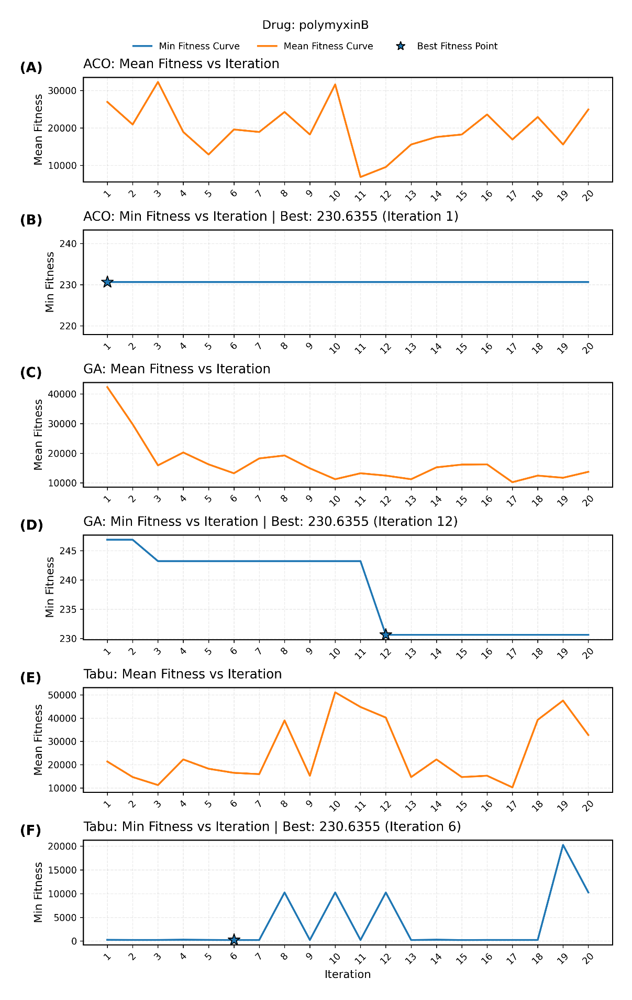 Drug: polymyxinB
Min Fitness Curve Mean Fitness Curve Best Fitness Point
(A) ACO: Mean Fitness vs Iteration
Mean Fitness
30000
20000
10000
1 2 3 4 5 6 7 8 9 10 11 12 13 14 15 16 17 18 19 20
(B) ACO: Min Fitness vs Iteration | Best: 230.6355 (Iteration 1)
Min Fitness
240
230
220
1 2 3 4 5 6 7 8 9 10 11 12 13 14 15 16 17 18 19 20
(C) GA: Mean Fitness vs Iteration
Mean Fitness
40000
30000
20000
10000
1 2 3 4 5 6 7 8 9 10 11 12 13 14 15 16 17 18 19 20
(D) GA: Min Fitness vs Iteration | Best: 230.6355 (Iteration 12)
Min Fitness
245
240
235
230
1 2 3 4 5 6 7 8 9 10 11 12 13 14 15 16 17 18 19 20
(E) Tabu: Mean Fitness vs Iteration
Mean Fitness
50000
40000
30000
20000
10000
1 2 3 4 5 6 7 8 9 10 11 12 13 14 15 16 17 18 19 20
(F) Tabu: Min Fitness vs Iteration | Best: 230.6355 (Iteration 6)
Min Fitness
20000
15000
10000
5000
0
1 2 3 4 5 6 7 8 9 10 11 12 13 14 15 16 17 18 19 20
Iteration